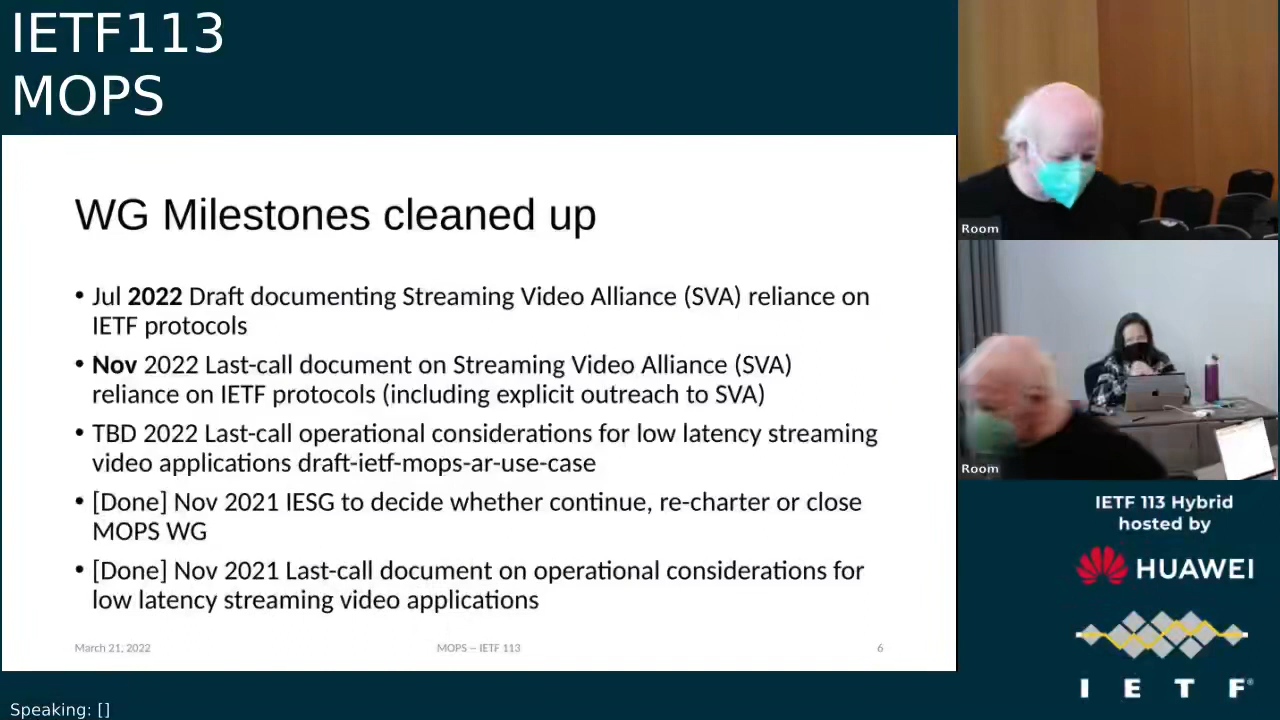 IETF113
MOPS
WG Milestones cleaned up
• Jul 2022 Draft documenting Streaming Video Alliance (SVA) reliance on
IETF protocols
• Nov 2022 Last-call document on Streaming Video Alliance (SVA)
reliance on IETF protocols (including explicit outreach to SVA)
• TBD 2022 Last-call operational considerations for low latency streaming
video applications draft-ietf-mops-ar-use-case
• [Done] Nov 2021 IESG to decide whether continue, re-charter or close
MOPS WG
• [Done] Nov 2021 Last-call document on operational considerations for
low latency streaming video applications
March 21, 2022
MOPS – IETF 113
6
Room
Room
IETF 113 Hybrid
hosted by
HUAWEI
I E T F®
Speaking: []